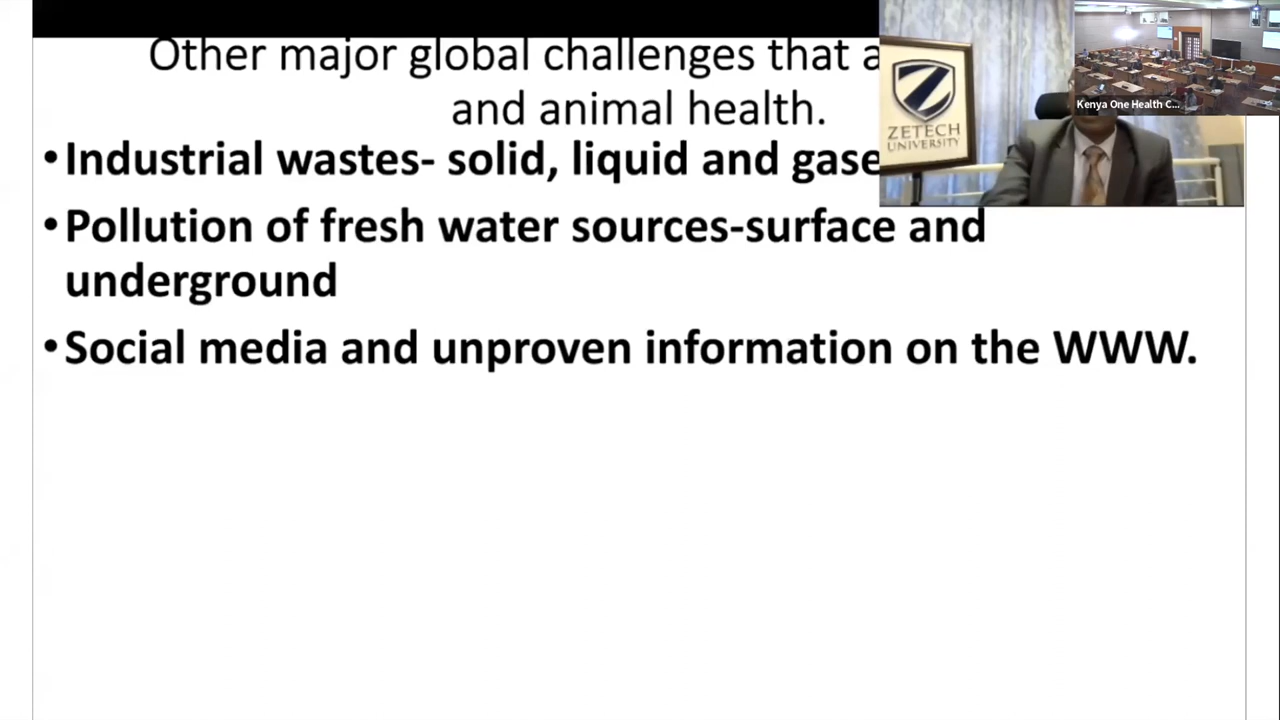 Other major global challenges that
and animal health.
•Industrial wastes- solid, liquid and
•Pollution of fresh water sources-surface and
underground
•Social media and unproven information on the WWW.
ZETECH
UNIVERSITY
Kenya One Health C...